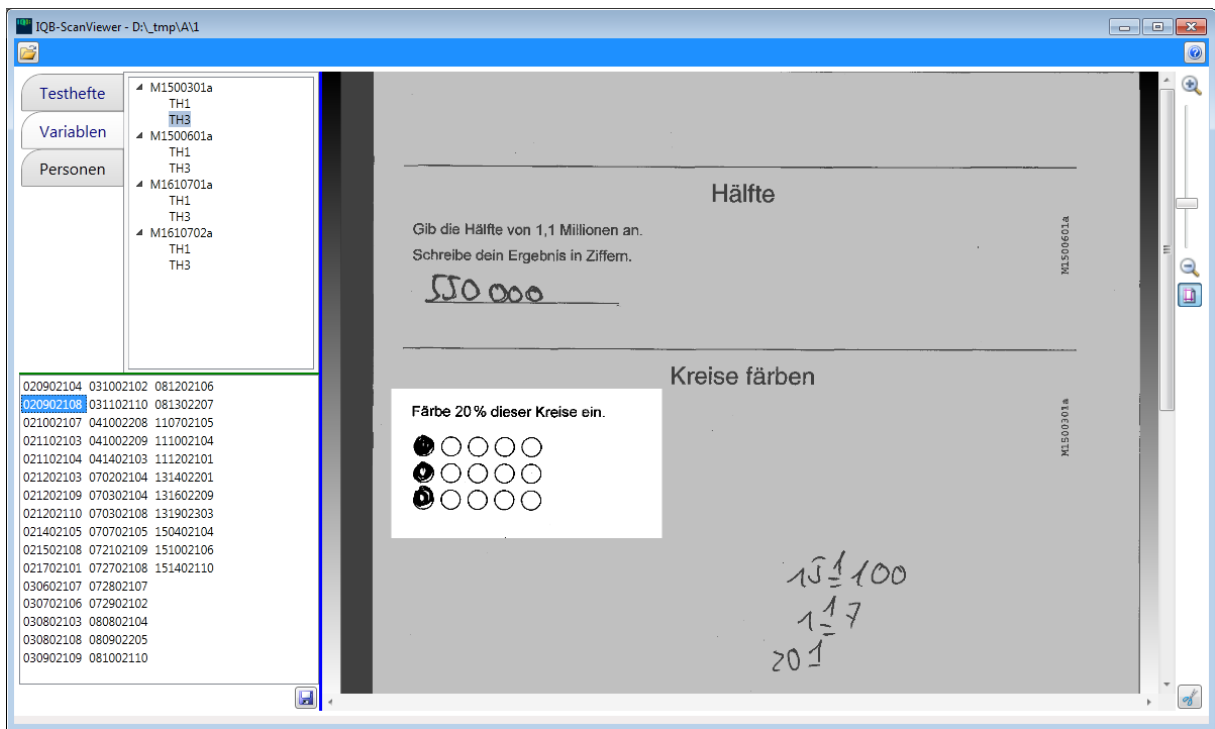 IQB-ScanViewer - D:\_tmp\A\1
Testhefte
Variablen
Personen
M1500301a
TH1
TH3
M1500601a
TH1
TH3
M1610701a
TH1
TH3
M1610702a
TH1
TH3
020902104 031002102 081202106
020902108 031102110 081302207
021002107 041002208 110702105
021102103 041002209 111002104
021102104 041402103 111202101
021202103 070202104 131402201
021202109 070302104 131602209
021202110 070302108 131902303
021402105 070702105 150402104
021502108 072102109 151002106
021702101 072702108 151402110
030602107 072802107
030702106 072902102
030802103 080802104
030802108 080902205
030902109 081002110
Hälfte
Gib die Hälfte von 1,1 Millionen an.
Schreibe dein Ergebnis in Ziffern.
550 000
M1500601a
Kreise färben
Färbe 20 % dieser Kreise ein.
M1500301a
15 1 100
1 1 7
20 1